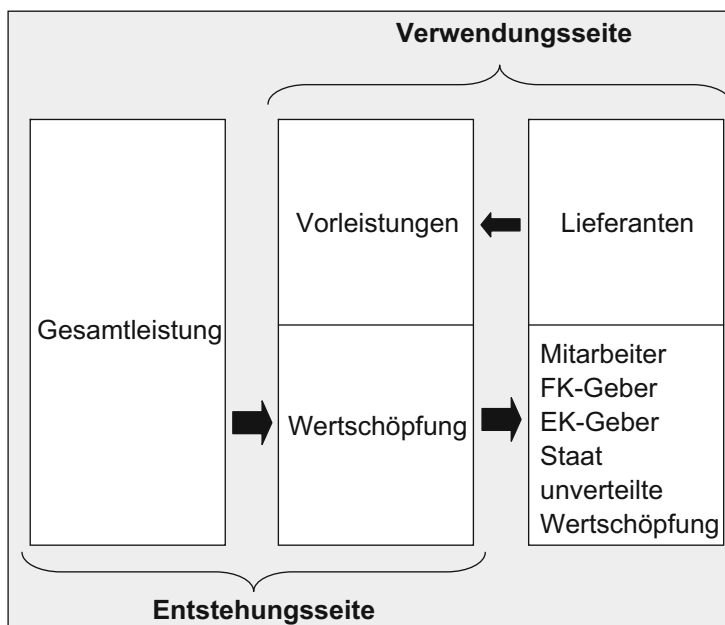 Verwendungsseite
Vorleistungen
Lieferanten
Gesamtleistung
Wertschöpfung
Mitarbeiter
FK-Geber
EK-Geber
Staat
unverteilte
Wertschöpfung
Entstehungsseite